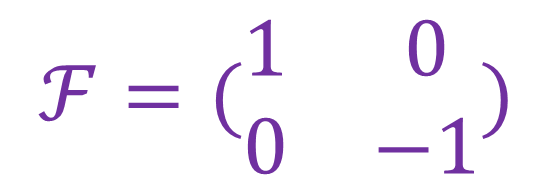 ℱ = (1 0
0 −1)